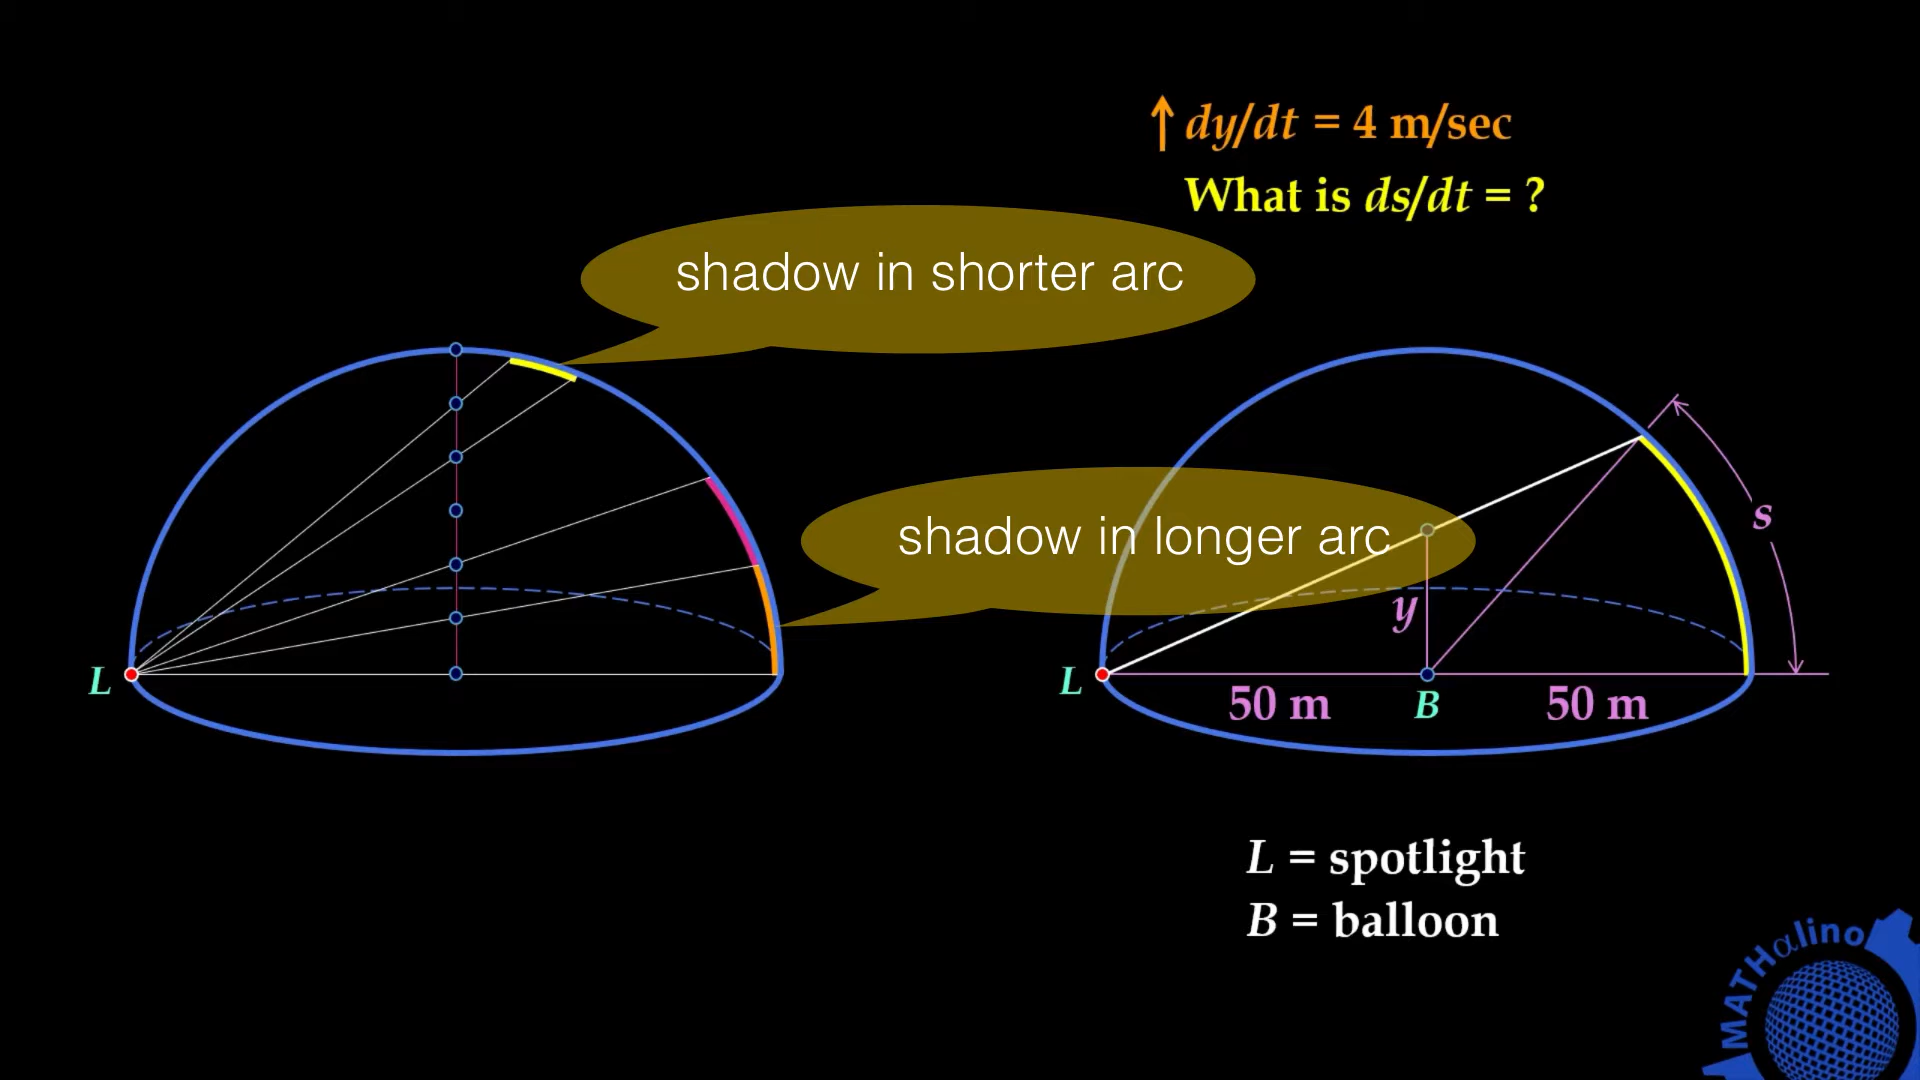 dy/dt = 4 m/sec
What is ds/dt = ?
shadow in shorter arc
shadow in longer arc
s
y
L
L
50 m
B
50 m
L = spotlight
B = balloon
MATHalino